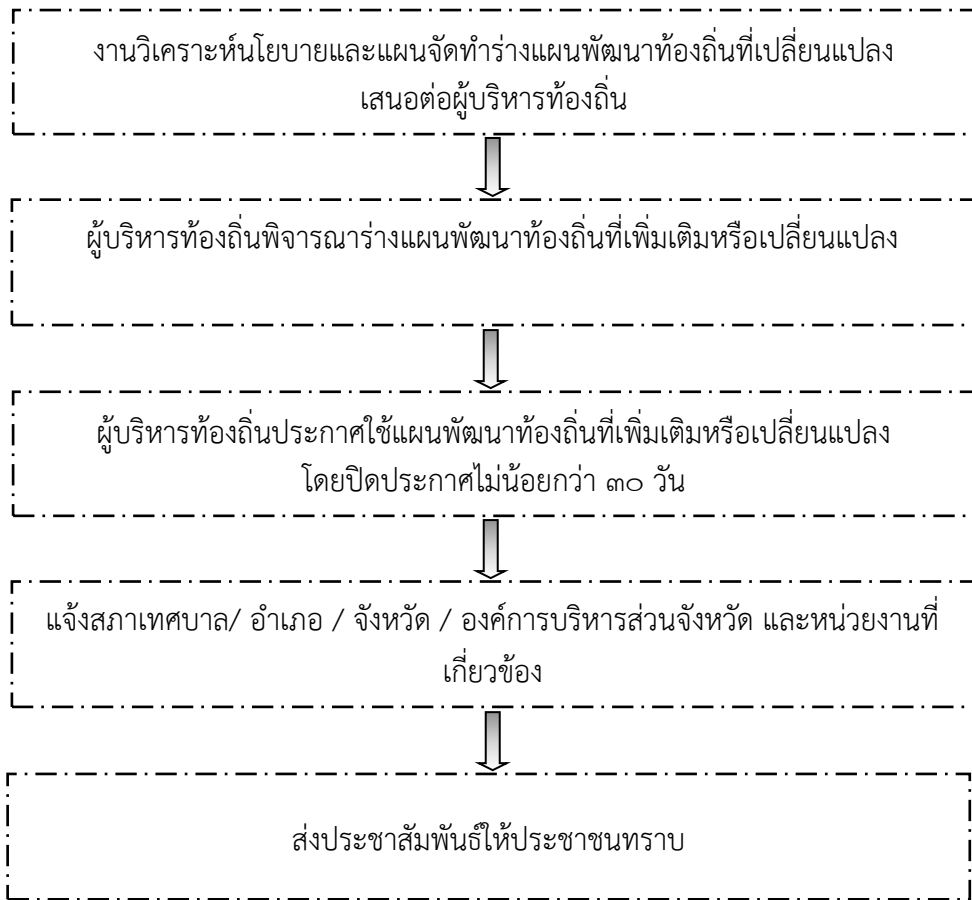 งานวิเคราะห์นโยบายและแผนจัดทำร่างแผนพัฒนาท้องถิ่นที่เปลี่ยนแปลง
เสนอต่อผู้บริหารท้องถิ่น
ผู้บริหารท้องถิ่นพิจารณาร่างแผนพัฒนาท้องถิ่นที่เพิ่มเติมหรือเปลี่ยนแปลง
ผู้บริหารท้องถิ่นประกาศใช้แผนพัฒนาท้องถิ่นที่เพิ่มเติมหรือเปลี่ยนแปลง
โดยปิดประกาศไม่น้อยกว่า ๓๐ วัน
แจ้งสภาเทศบาล/ อำเภอ / จังหวัด / องค์การบริหารส่วนจังหวัด และหน่วยงานที่
เกี่ยวข้อง
ส่งประชาสัมพันธ์ให้ประชาชนทราบ